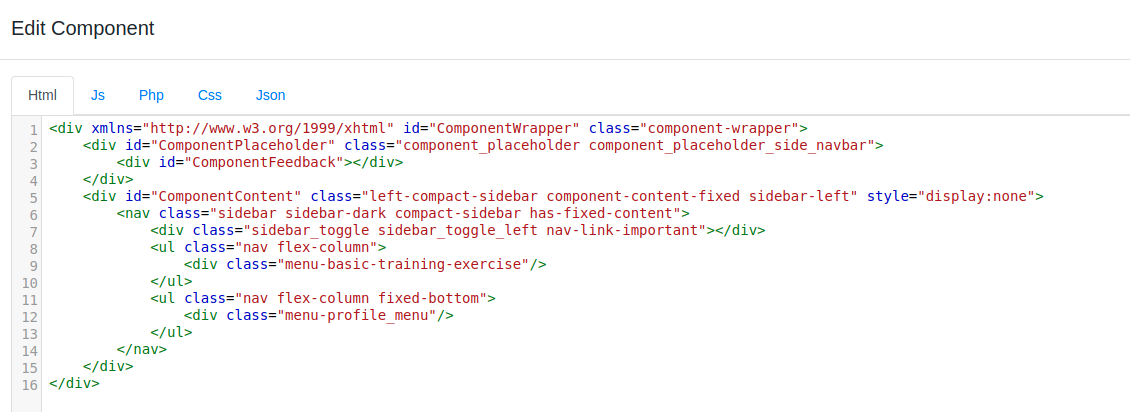 Edit Component
Html Js Php Css Json
1 <div xmlns="http://www.w3.org/1999/xhtml" id="ComponentWrapper" class="component-wrapper">
2     <div id="ComponentPlaceholder" class="component_placeholder component_placeholder_side_navbar">
3         <div id="ComponentFeedback"></div>
4     </div>
5     <div id="ComponentContent" class="left-compact-sidebar component-content-fixed sidebar-left" style="display:none">
6         <nav class="sidebar sidebar-dark compact-sidebar has-fixed-content">
7             <div class="sidebar_toggle sidebar_toggle_left nav-link-important"></div>
8             <ul class="nav flex-column">
9                 <div class="menu-basic-training-exercise"/>
10             </ul>
11             <ul class="nav flex-column fixed-bottom">
12                 <div class="menu-profile_menu"/>
13             </ul>
14         </nav>
15     </div>
16 </div>